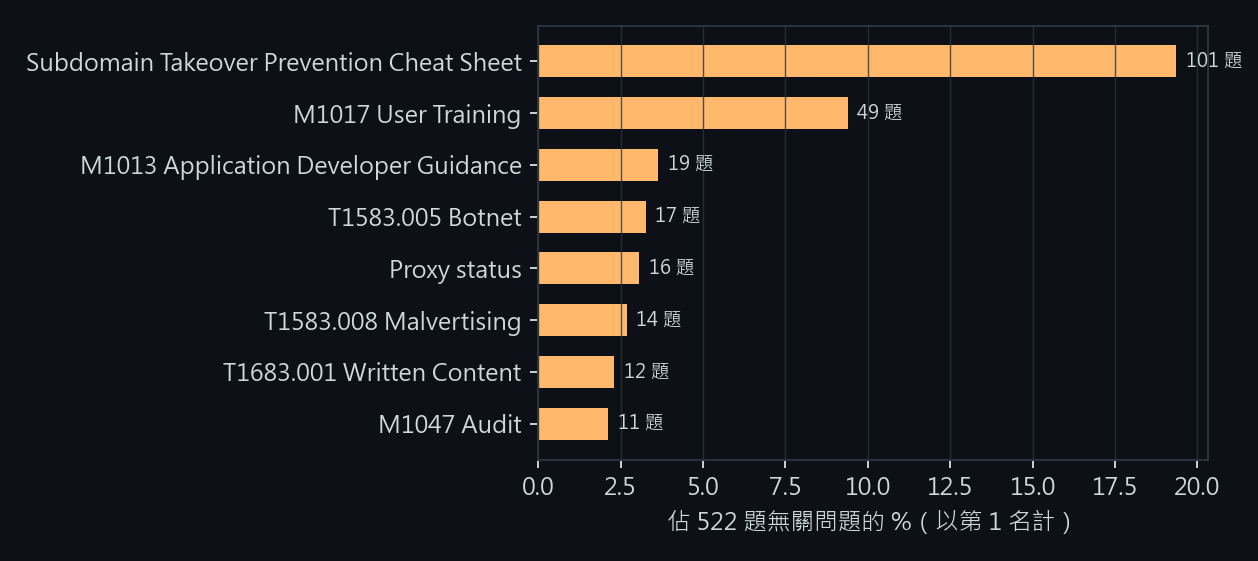 Subdomain Takeover Prevention Cheat Sheet 101 題
M1017 User Training 49 題
M1013 Application Developer Guidance 19 題
T1583.005 Botnet 17 題
Proxy status 16 題
T1583.008 Malvertising 14 題
T1683.001 Written Content 12 題
M1047 Audit 11 題
0.0 2.5 5.0 7.5 10.0 12.5 15.0 17.5 20.0
佔 522 題無關問題的 %（以第 1 名計）